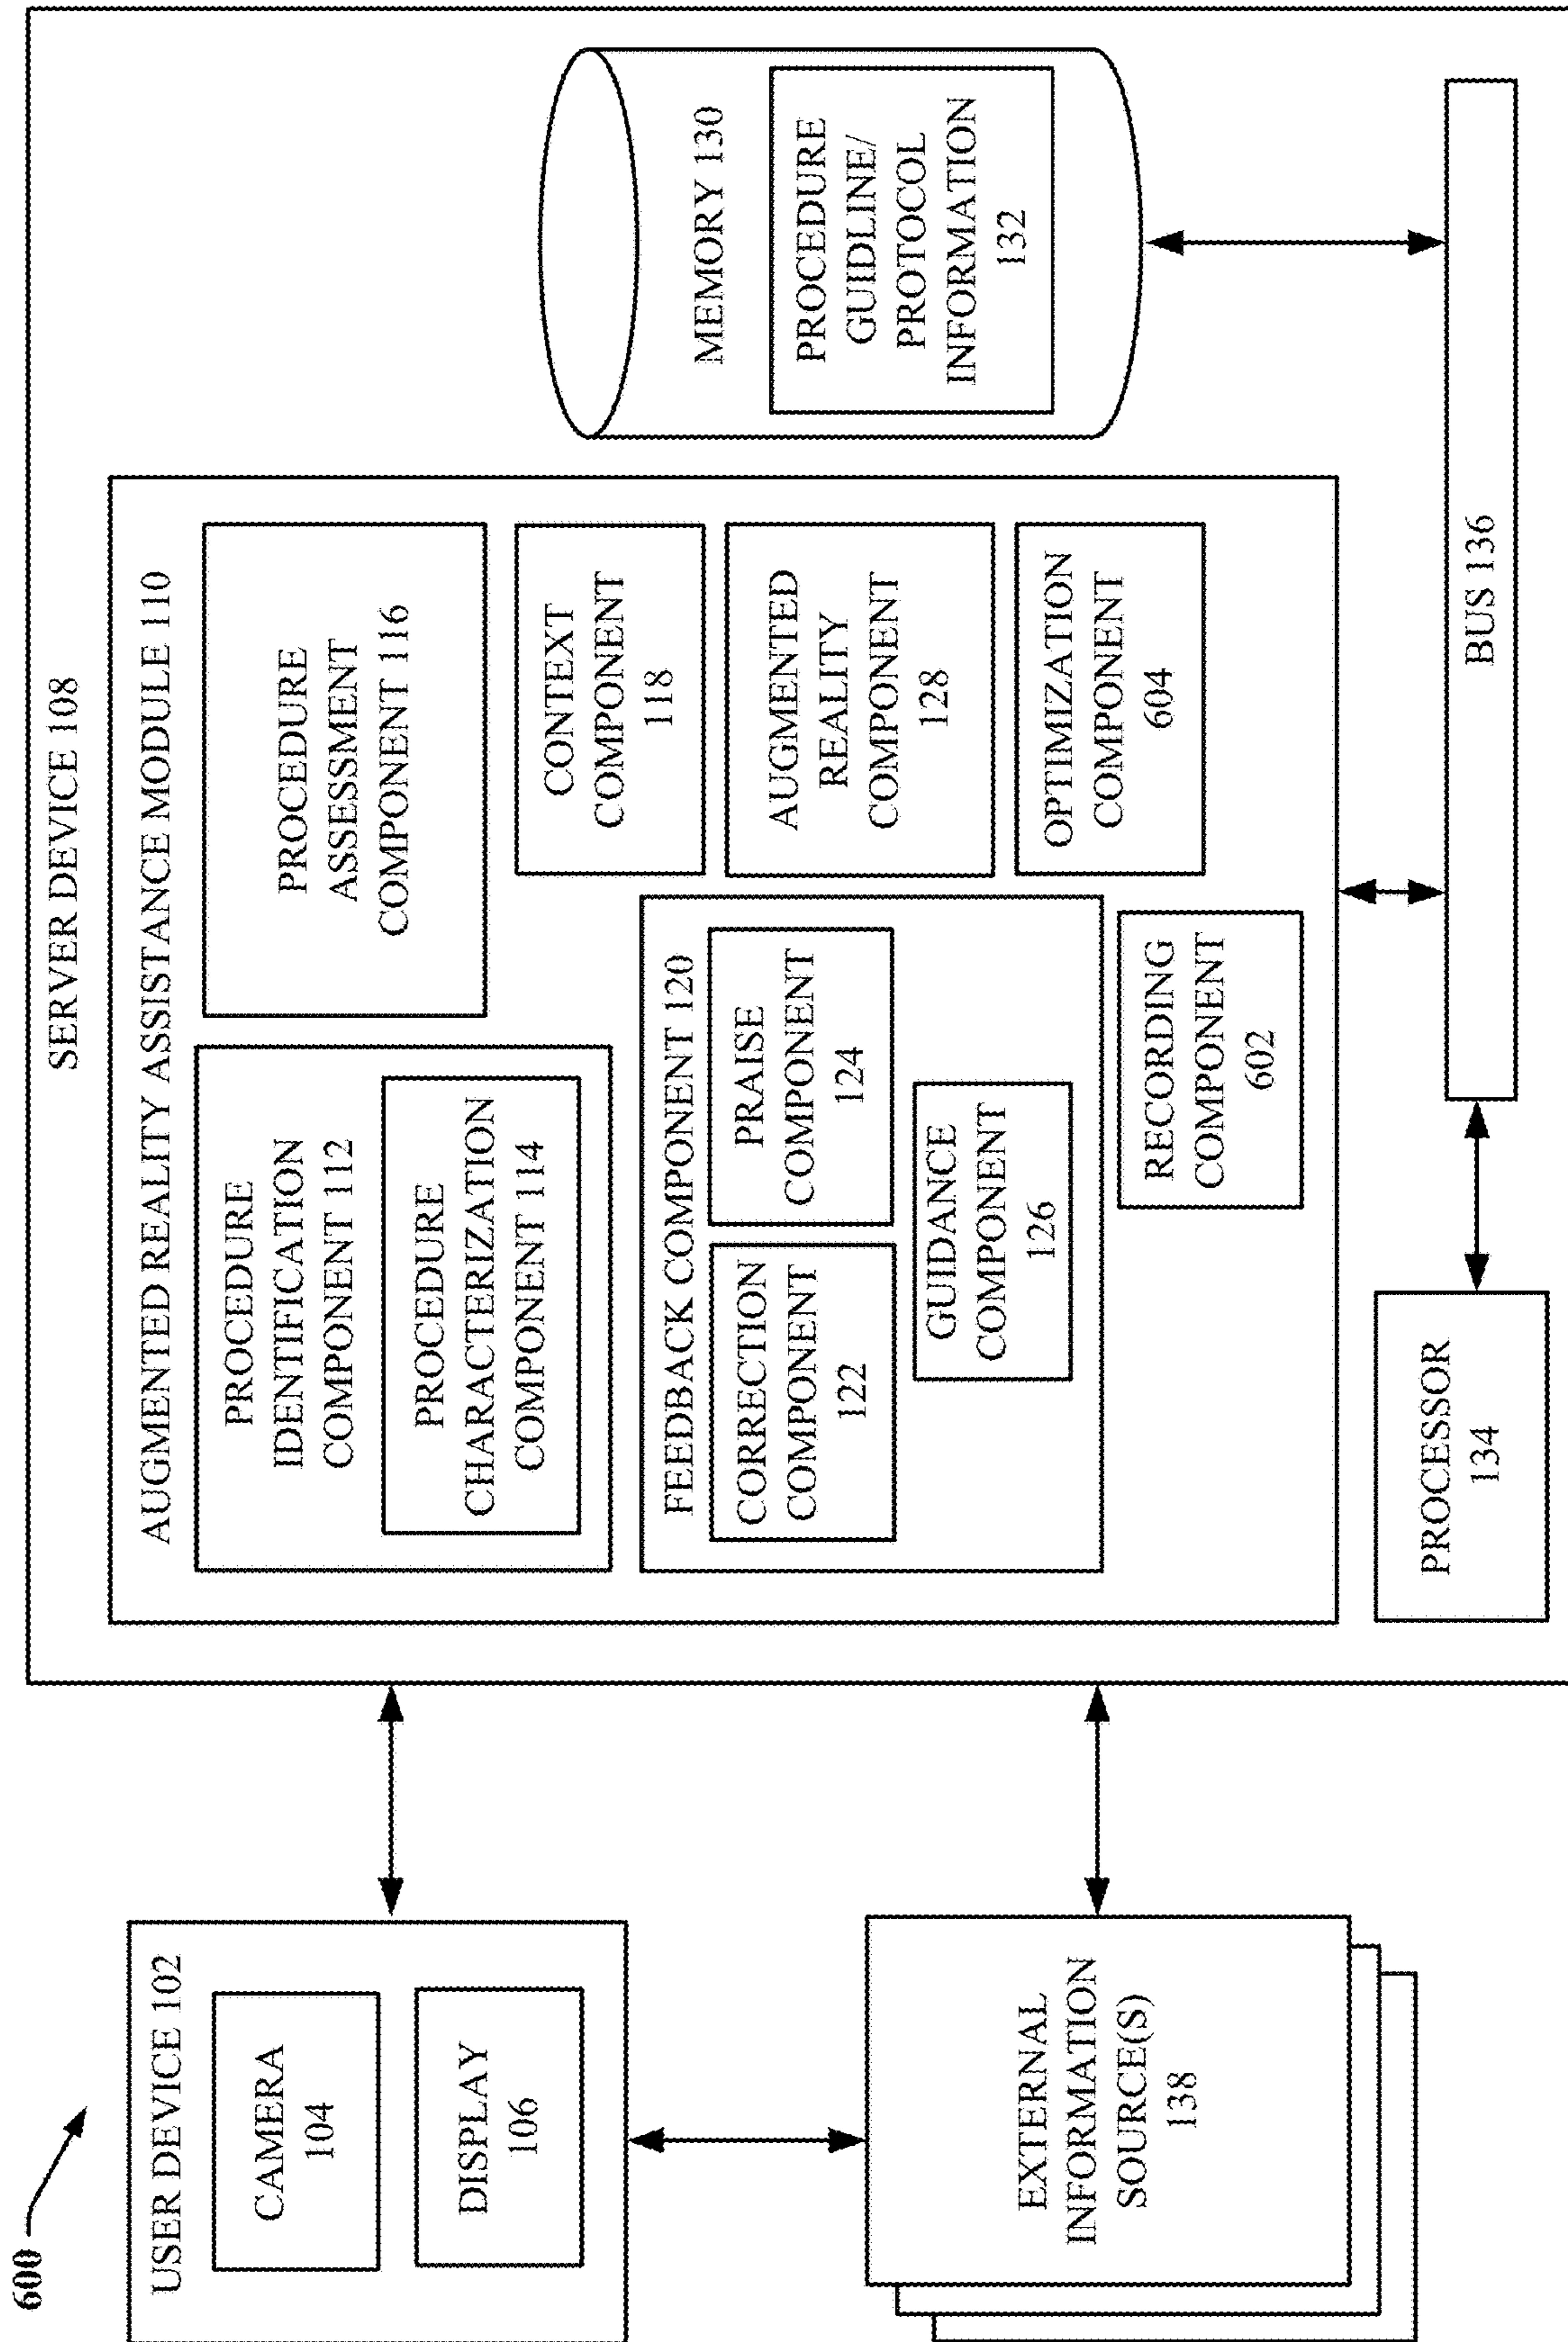 600
USER DEVICE 102
CAMERA
104
DISPLAY
106
EXTERNAL
INFORMATION
SOURCE(S)
138
SERVER DEVICE 108
AUGMENTED REALITY ASSISTANCE MODULE 110
PROCEDURE
IDENTIFICATION
COMPONENT 112
PROCEDURE
CHARACTERIZATION
COMPONENT 114
PROCEDURE
ASSESSMENT
COMPONENT 116
CONTEXT
COMPONENT
118
FEEDBACK COMPONENT 120
CORRECTION
COMPONENT
122
PRAISE
COMPONENT
124
GUIDANCE
COMPONENT
126
AUGMENTED
REALITY
COMPONENT
128
RECORDING
COMPONENT
602
OPTIMIZATION
COMPONENT
604
MEMORY 130
PROCEDURE
GUIDLINE/
PROTOCOL
INFORMATION
132
PROCESSOR
134
BUS 136